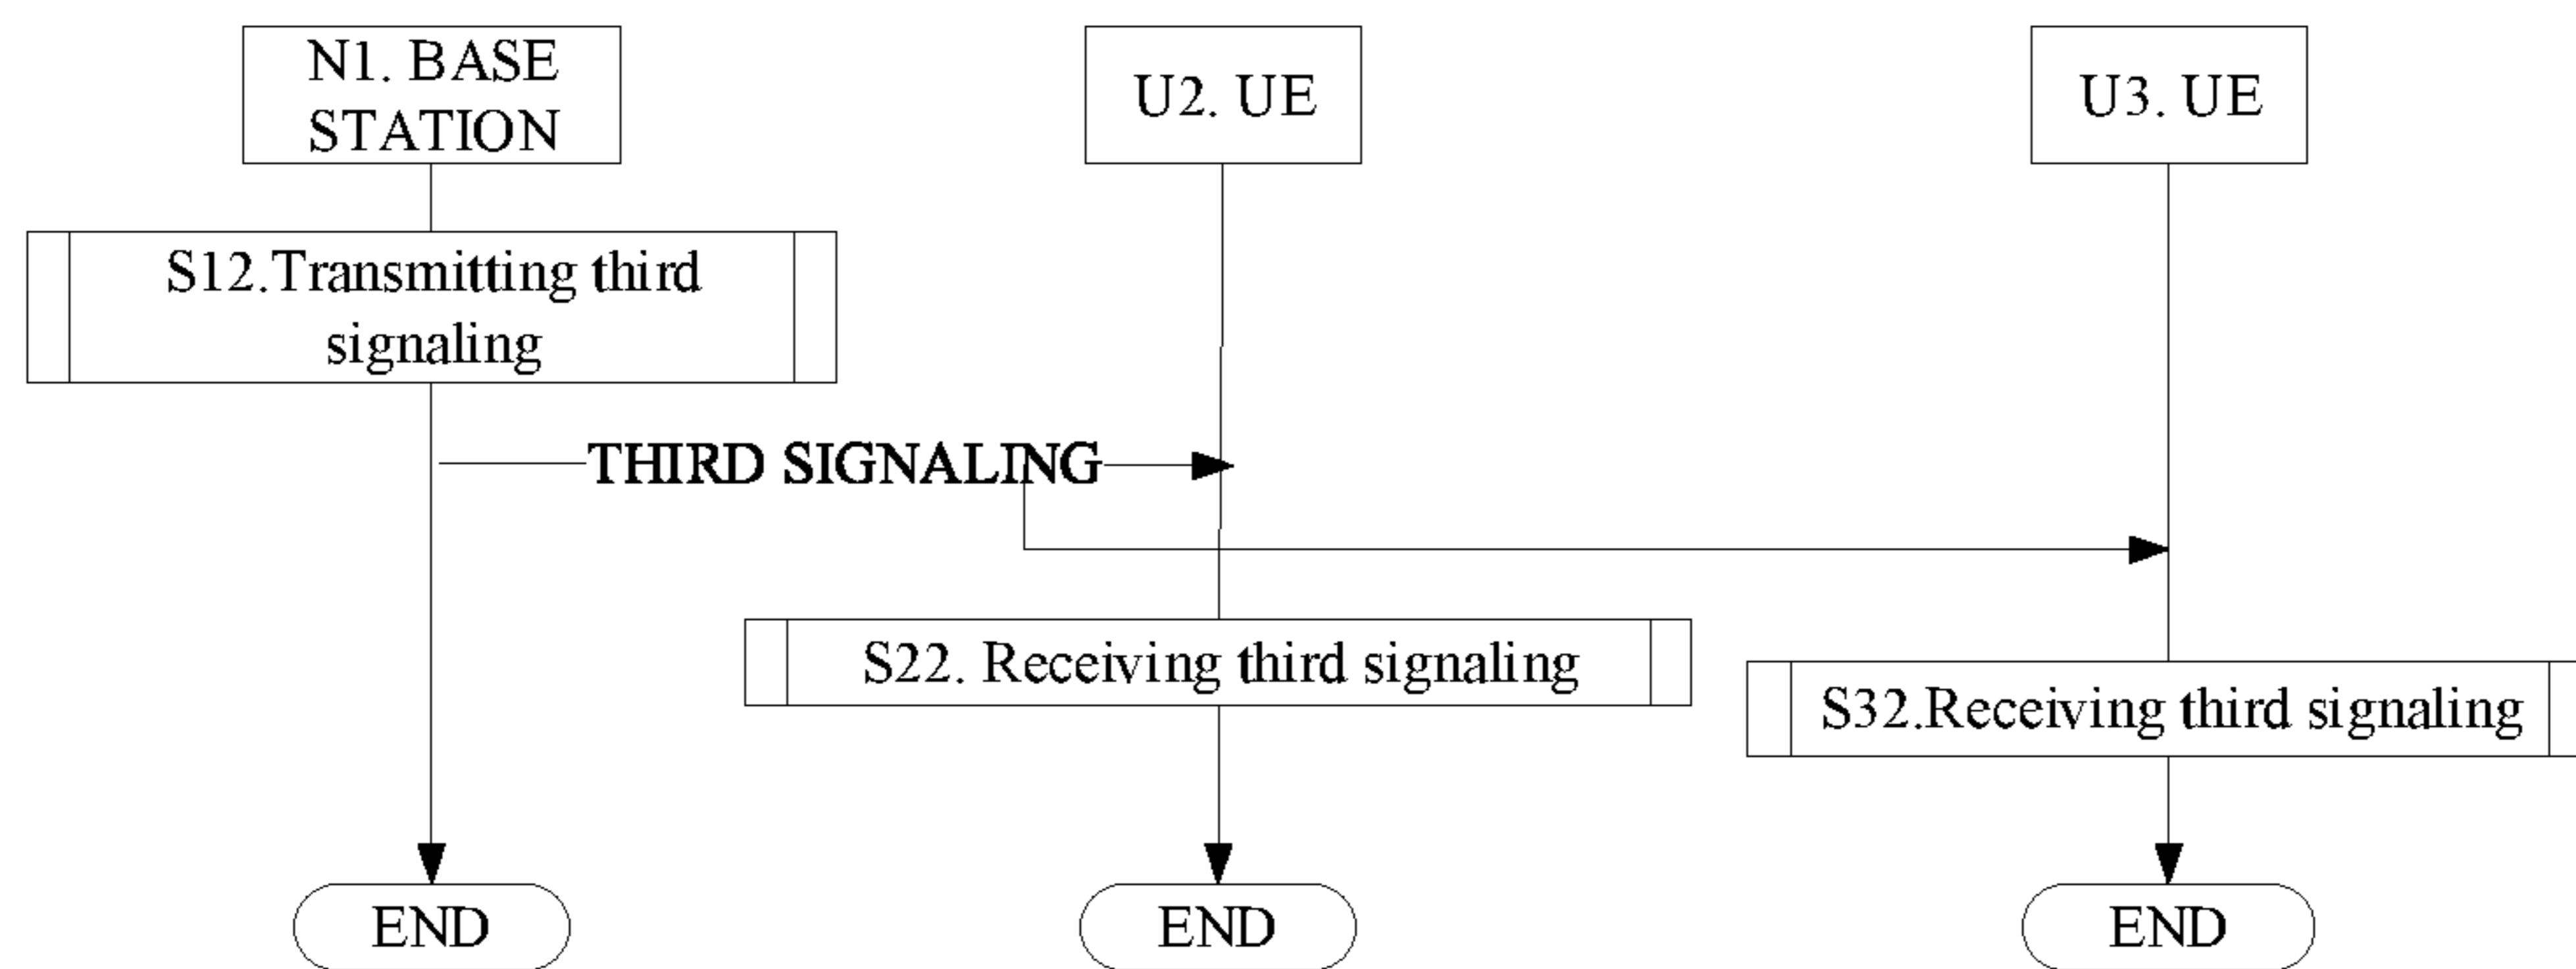 N1. BASE
STATION
U2. UE
U3. UE
S12.Transmitting third
signaling
THIRD SIGNALING
S22. Receiving third signaling
S32.Receiving third signaling
END
END
END